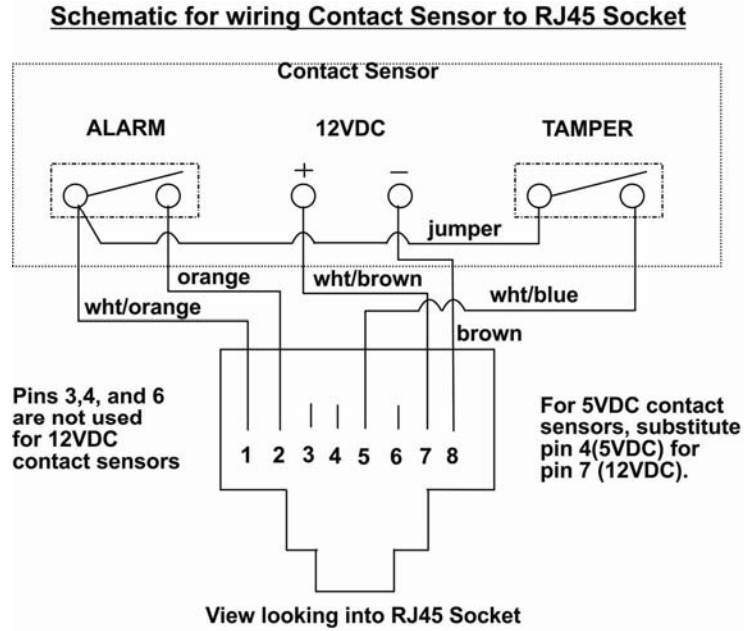 Schematic for wiring Contact Sensor to RJ45 Socket
Contact Sensor
ALARM 12VDC TAMPER
+ −
jumper
orange wht/brown
wht/orange wht/blue
brown
Pins 3,4, and 6
are not used
for 12VDC
contact sensors
1 2 3 4 5 6 7 8
For 5VDC contact
sensors, substitute
pin 4(5VDC) for
pin 7 (12VDC).
View looking into RJ45 Socket